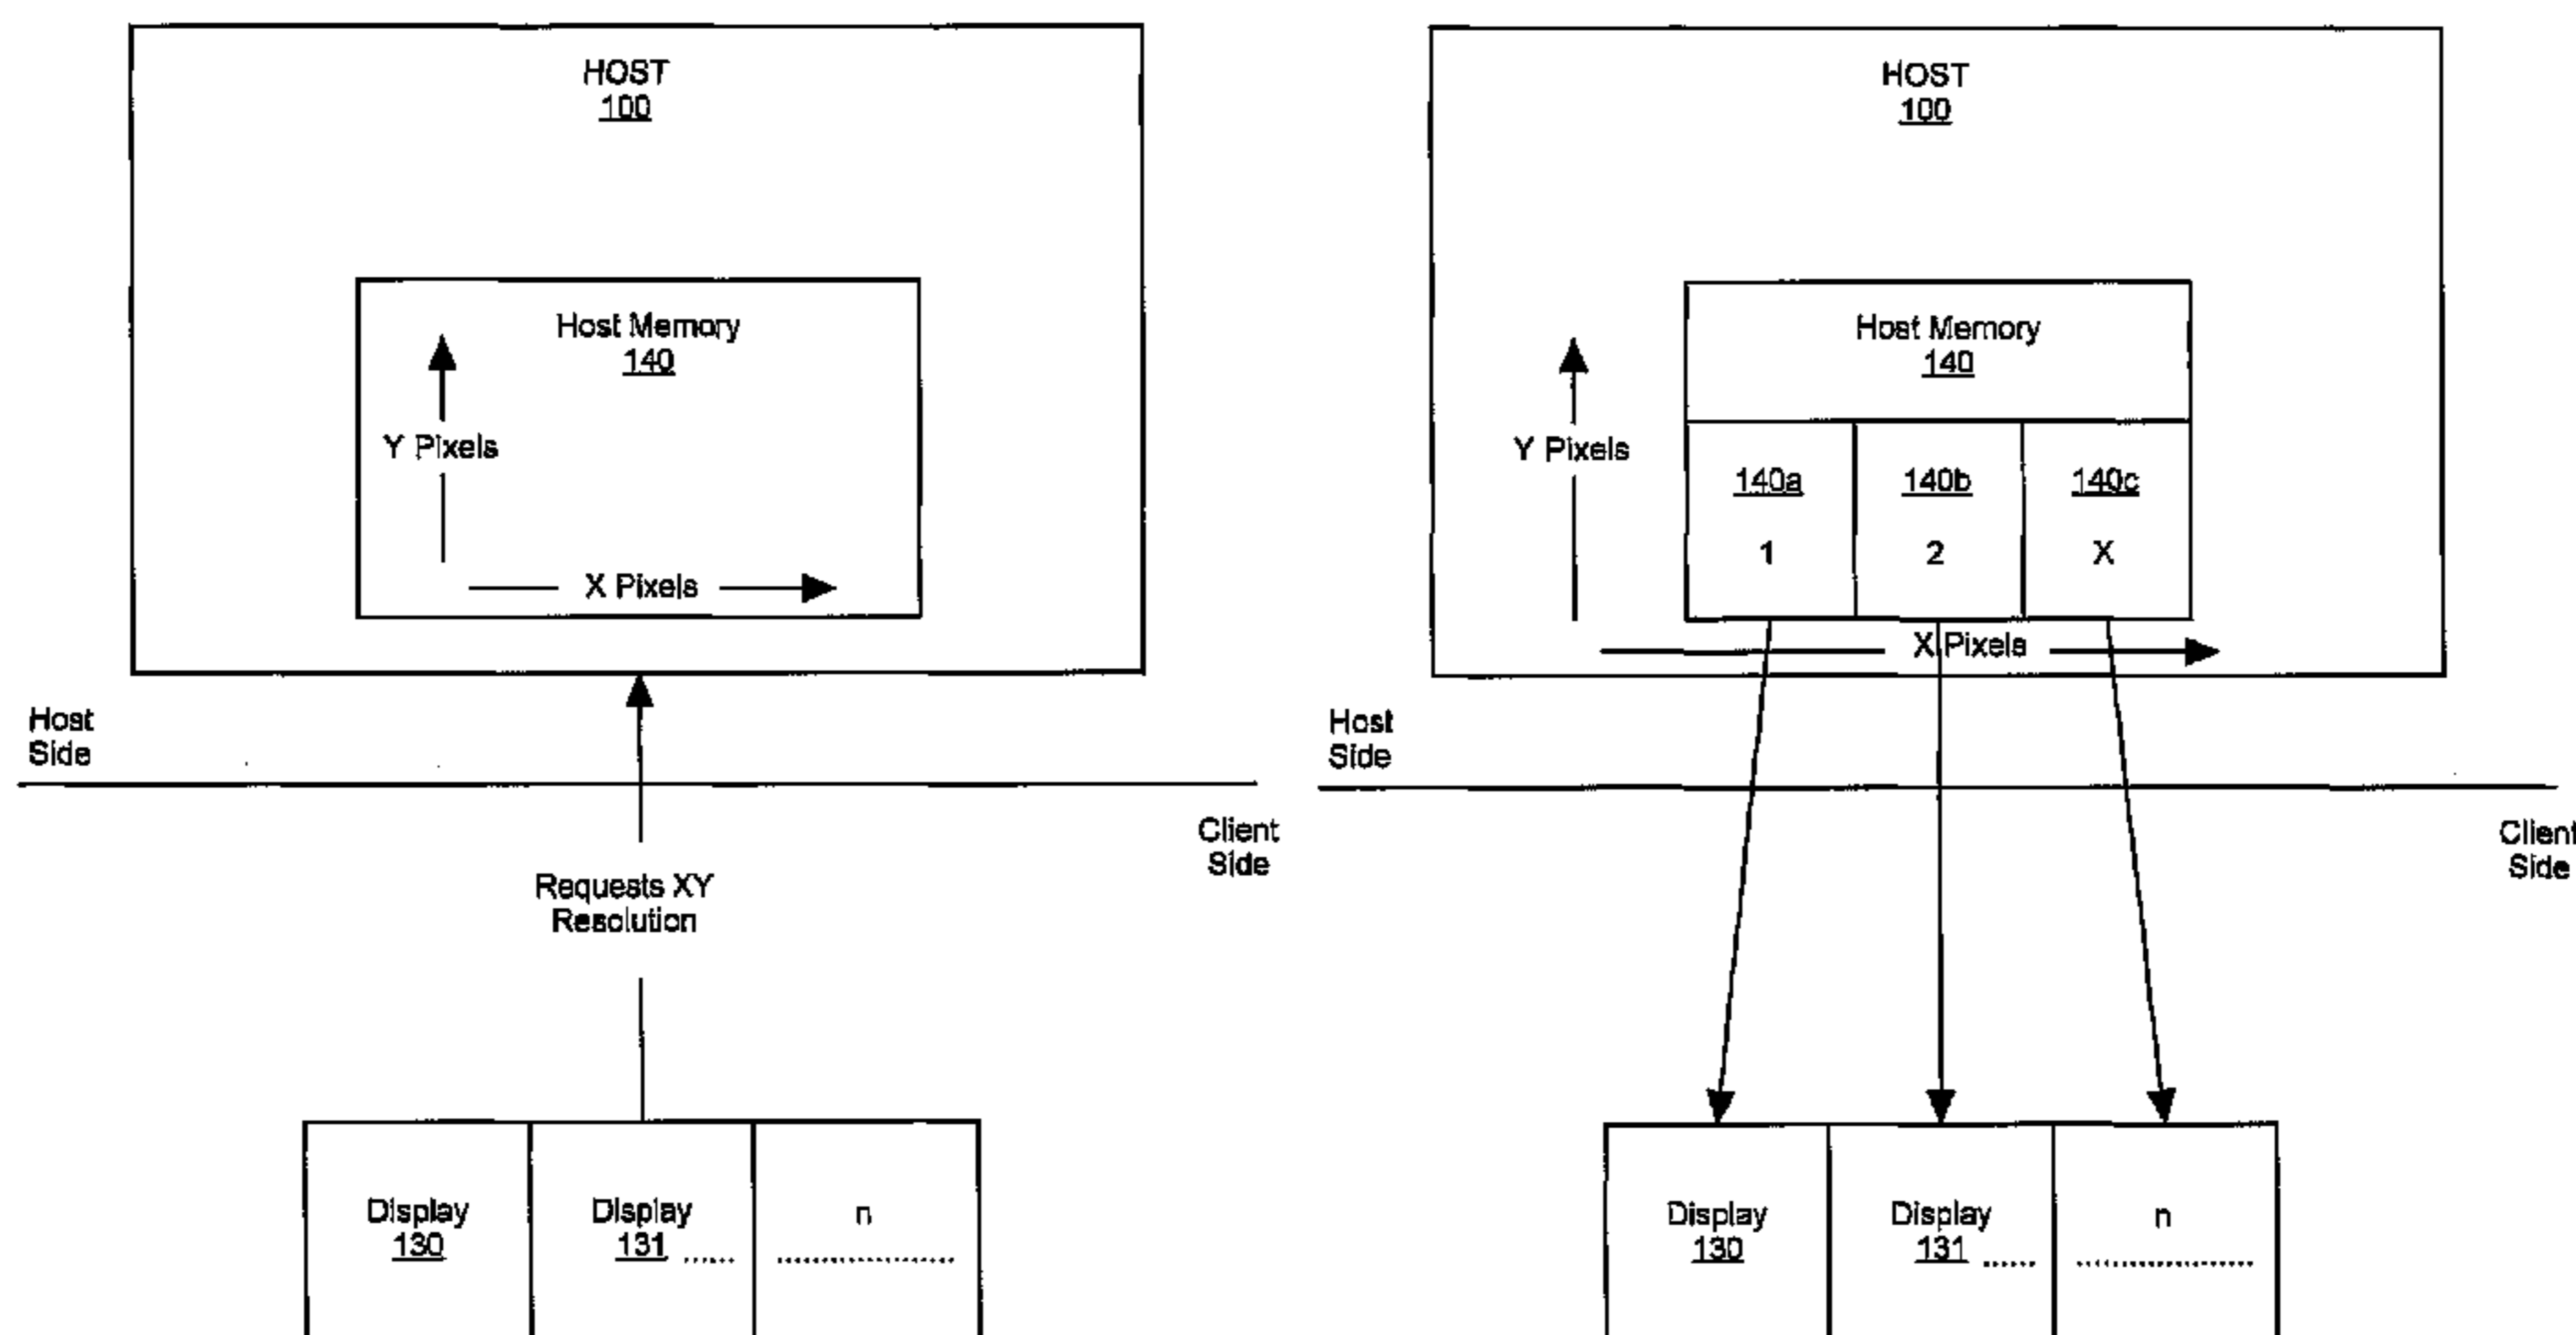 HOST
100
Host Memory
140
Y Pixels
X Pixels
Host
Side
Client
Side
Requests XY
Resolution
Display
130
Display
131 ......
n
..................
HOST
100
Host Memory
140
Y Pixels
140a
140b
140c
1
2
X
X Pixels
Host
Side
Client
Side
Display
130
Display
131 ......
n
..................